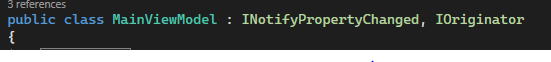 3 references
public class MainViewModel : INotifyPropertyChanged, IOriginator
{